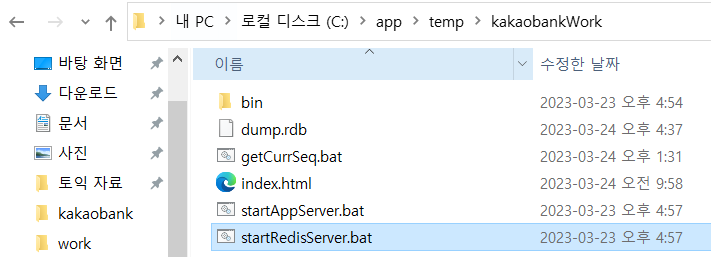 내 PC > 로컬 디스크 (C:) > app > temp > kakaobankWork
바탕 화면
다운로드
문서
사진
토익 자료
kakaobank
work
이름 수정한 날짜
bin 2023-03-23 오후 4:54
dump.rdb 2023-03-24 오후 4:37
getCurrSeq.bat 2023-03-24 오후 1:31
index.html 2023-03-24 오전 9:58
startAppServer.bat 2023-03-23 오후 4:57
startRedisServer.bat 2023-03-23 오후 4:57